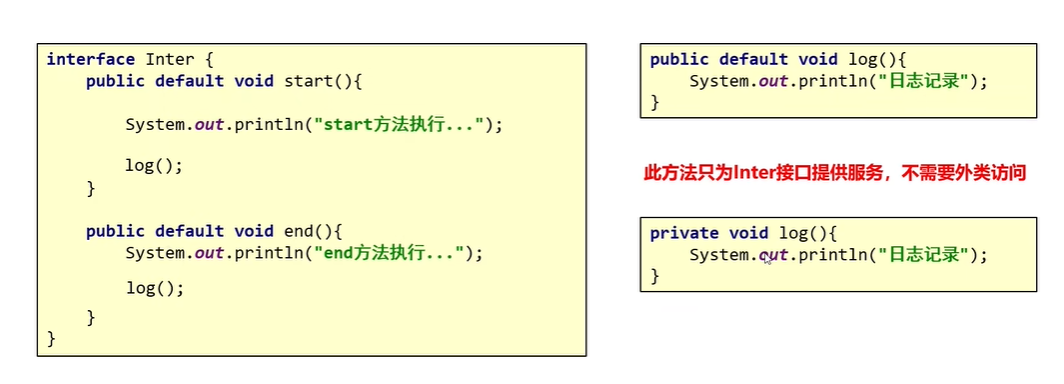 interface Inter {
    public default void start(){
        System.out.println("start方法执行...");
        log();
    }
    public default void end(){
        System.out.println("end方法执行...");
        log();
    }
}
public default void log(){
    System.out.println("日志记录");
}
此方法只为Inter接口提供服务，不需要外类访问
private void log(){
    System.out.println("日志记录");
}